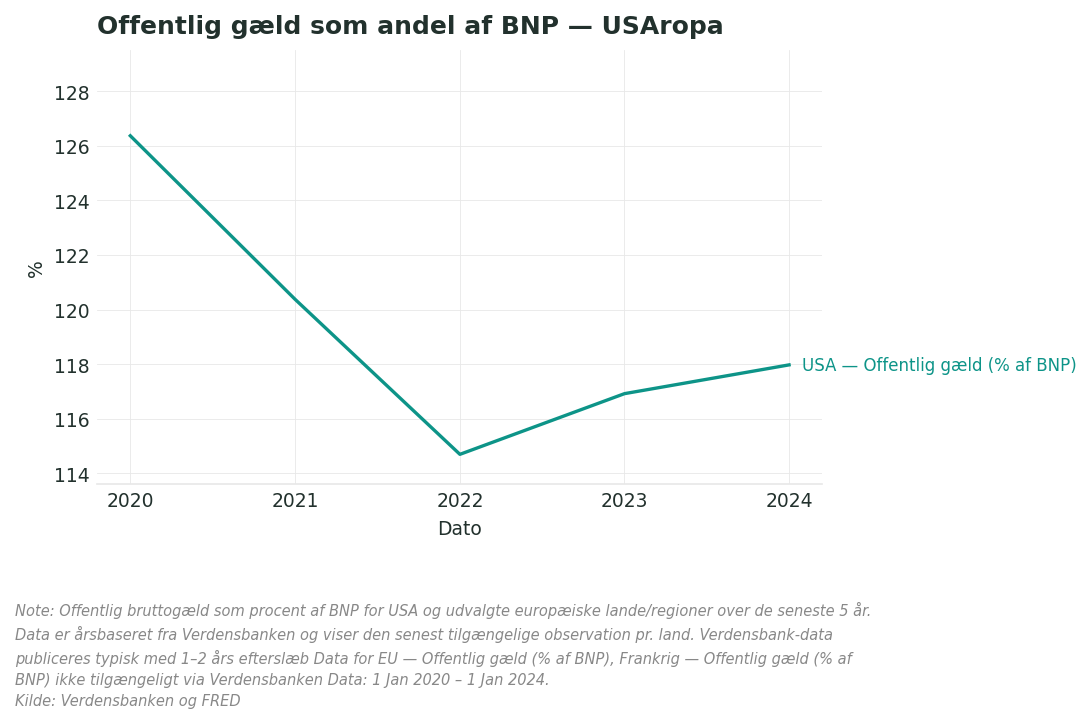 Offentlig gæld som andel af BNP — USAropa
128
126
124
122
120
118
116
114
%
USA — Offentlig gæld (% af BNP)
2020 2021 2022 2023 2024
Dato
Note: Offentlig bruttogæld som procent af BNP for USA og udvalgte europæiske lande/regioner over de seneste 5 år.
Data er årsbaseret fra Verdensbanken og viser den senest tilgængelige observation pr. land. Verdensbank-data
publiceres typisk med 1–2 års efterslæb Data for EU — Offentlig gæld (% af BNP), Frankrig — Offentlig gæld (% af
BNP) ikke tilgængeligt via Verdensbanken Data: 1 Jan 2020 – 1 Jan 2024.
Kilde: Verdensbanken og FRED